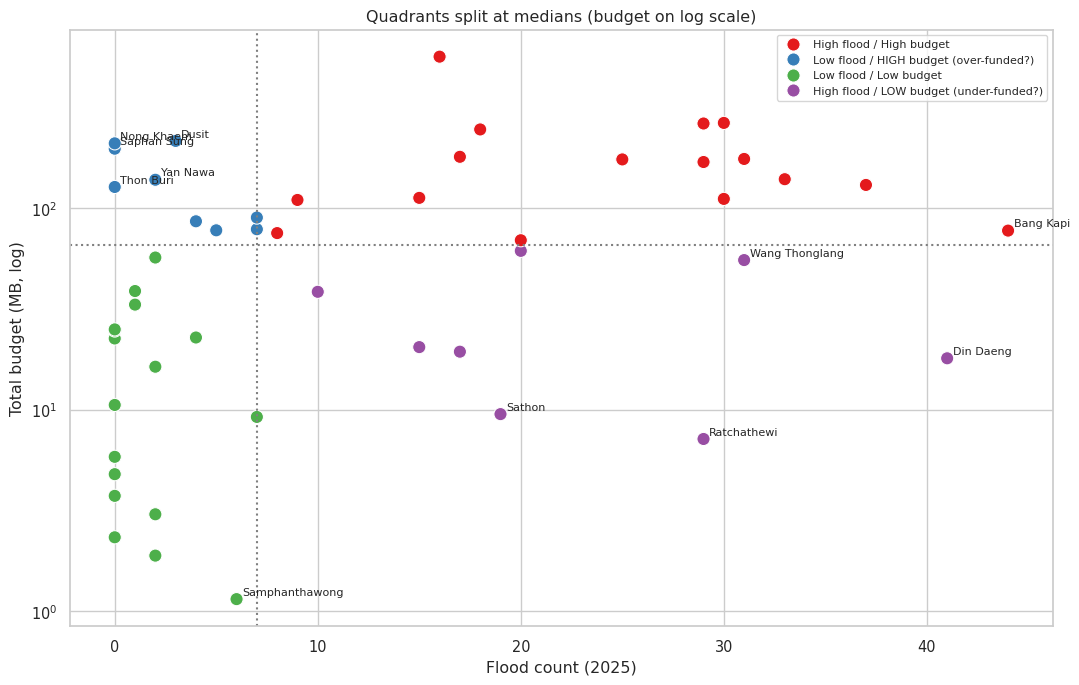 Quadrants split at medians (budget on log scale)
High flood / High budget
Low flood / HIGH budget (over-funded?)
Low flood / Low budget
High flood / LOW budget (under-funded?)
Nong Khaem
Dusit
Saphan Sung
Yan Nawa
Thon Buri
Bang Kapi
Wang Thonglang
Din Daeng
Sathon
Ratchathewi
Samphanthawong
10²
10¹
10⁰
Total budget (MB, log)
0 10 20 30 40
Flood count (2025)